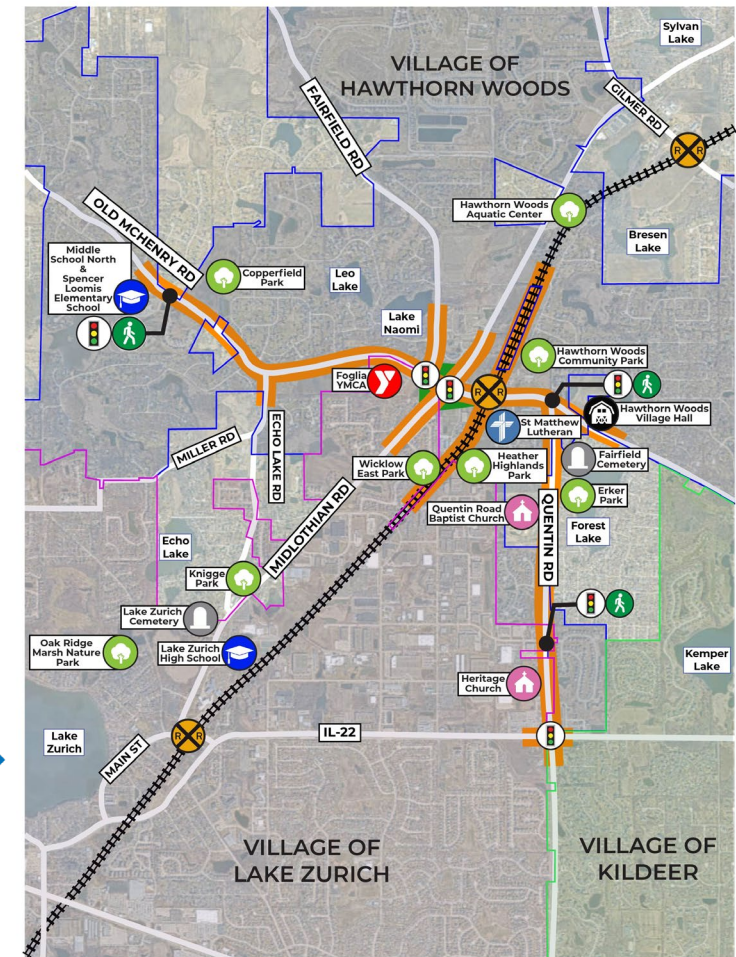 Sylvan
Lake
VILLAGE OF
HAWTHORN WOODS
FAIRFIELD RD
GILMER RD
R R
Hawthorn Woods
Aquatic Center
OLD MCHENRY RD
Bresen
Lake
Middle
School North
&
Spencer
Loomis
Elementary
School
Copperfield
Park
Leo
Lake
Lake
Naomi
Hawthorn Woods
Community Park
Foglia
YMCA
R R
Hawthorn Woods
Village Hall
St Matthew
Lutheran
ECHO LAKE RD
MILLER RD
Wicklow
East Park
Heather
Highlands
Park
Fairfield
Cemetery
Erker
Park
Quentin Road
Baptist Church
QUENTIN RD
Forest
Lake
MIDLOTHIAN RD
Echo
Lake
Knigge
Park
Lake Zurich
Cemetery
Oak Ridge
Marsh Nature
Park
Lake Zurich
High School
Kemper
Lake
Heritage
Church
Lake
Zurich
R R
MAIN ST
IL-22
VILLAGE OF
LAKE ZURICH
VILLAGE OF
KILDEER